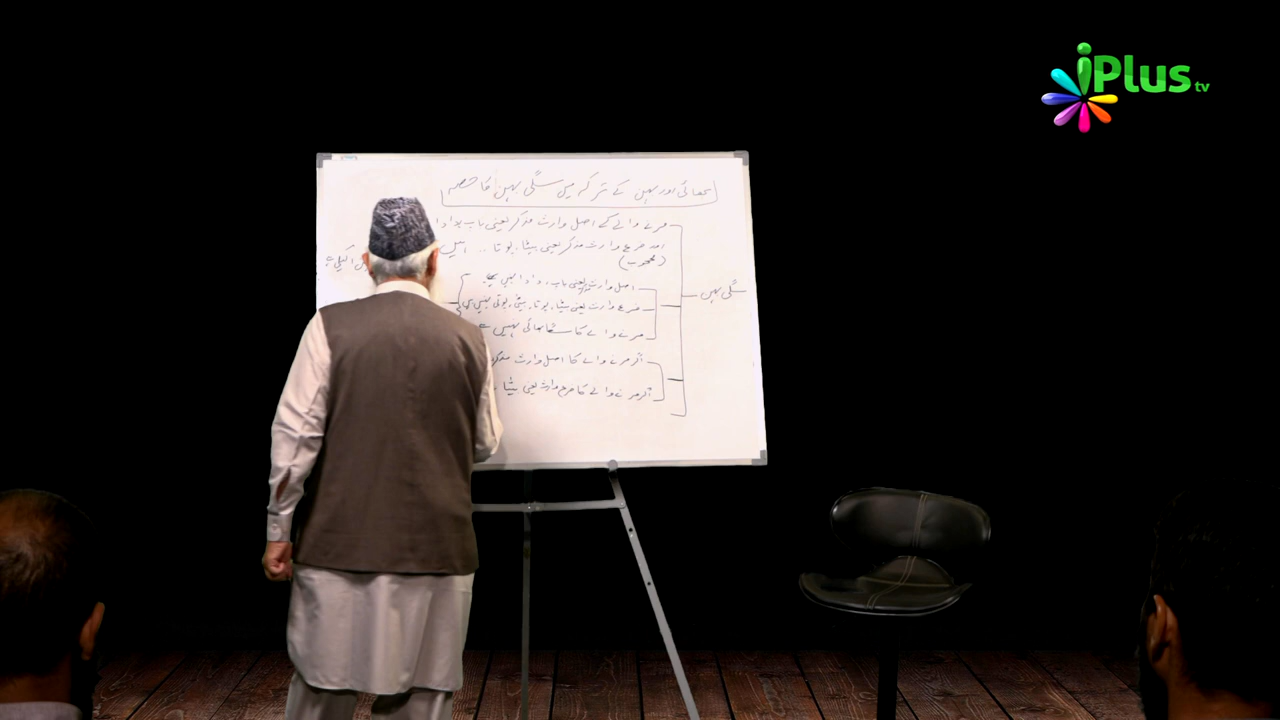 iPlus tv
بھائی اور بہن کے ترکہ میں سگی بہن کا حصہ
مرنے والے کے اصل وارث مذکر یعنی باپ، دادا
اور فرع وارث مذکر یعنی بیٹا، پوتا ...
(محجوب)
سگی بہن
اصل وارث یعنی باپ، دادا نہیں ہے
فرع وارث یعنی بیٹا، پوتا، بیٹی، پوتی نہیں ہے
مرنے والے کا سگا بھائی نہیں ہے
اگر مرنے والے کا اصل وارث مذکر
اگر مرنے والے کا فرع وارث یعنی بیٹا